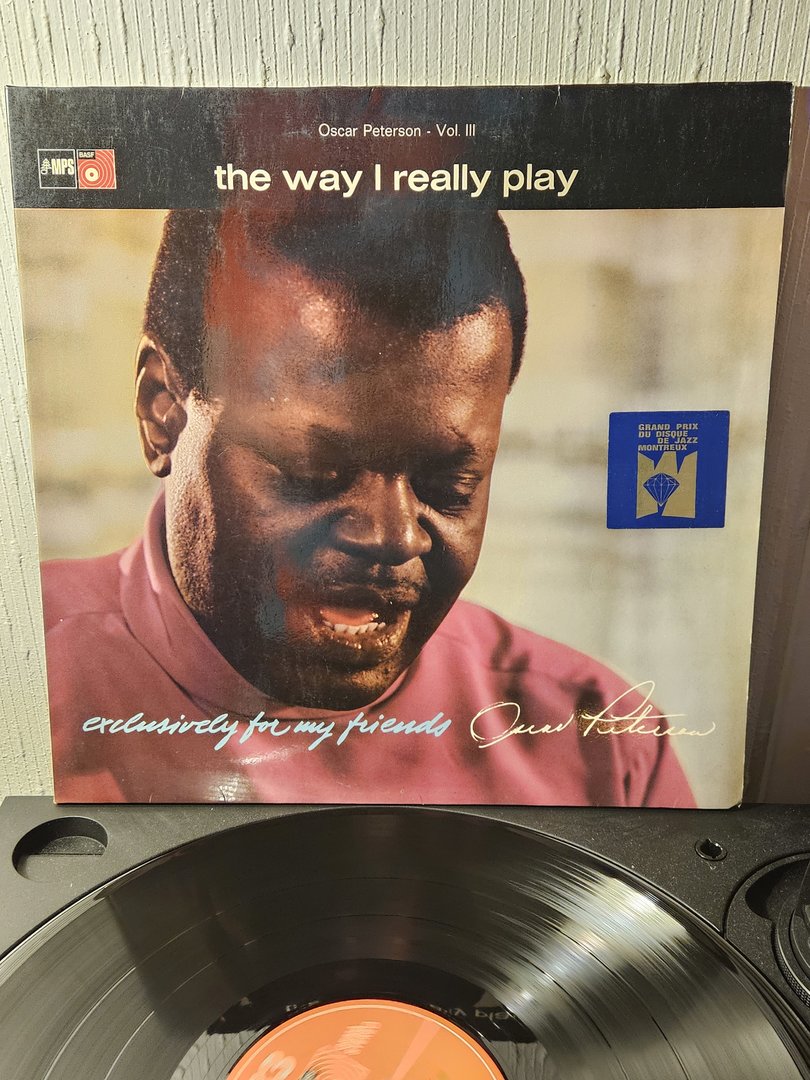 Oscar Peterson - Vol. III
MPS
BASF
the way I really play
GRAND PRIX
DU DISQUE
DE JAZZ
MONTREUX
exclusively for my friends
Oscar Peterson